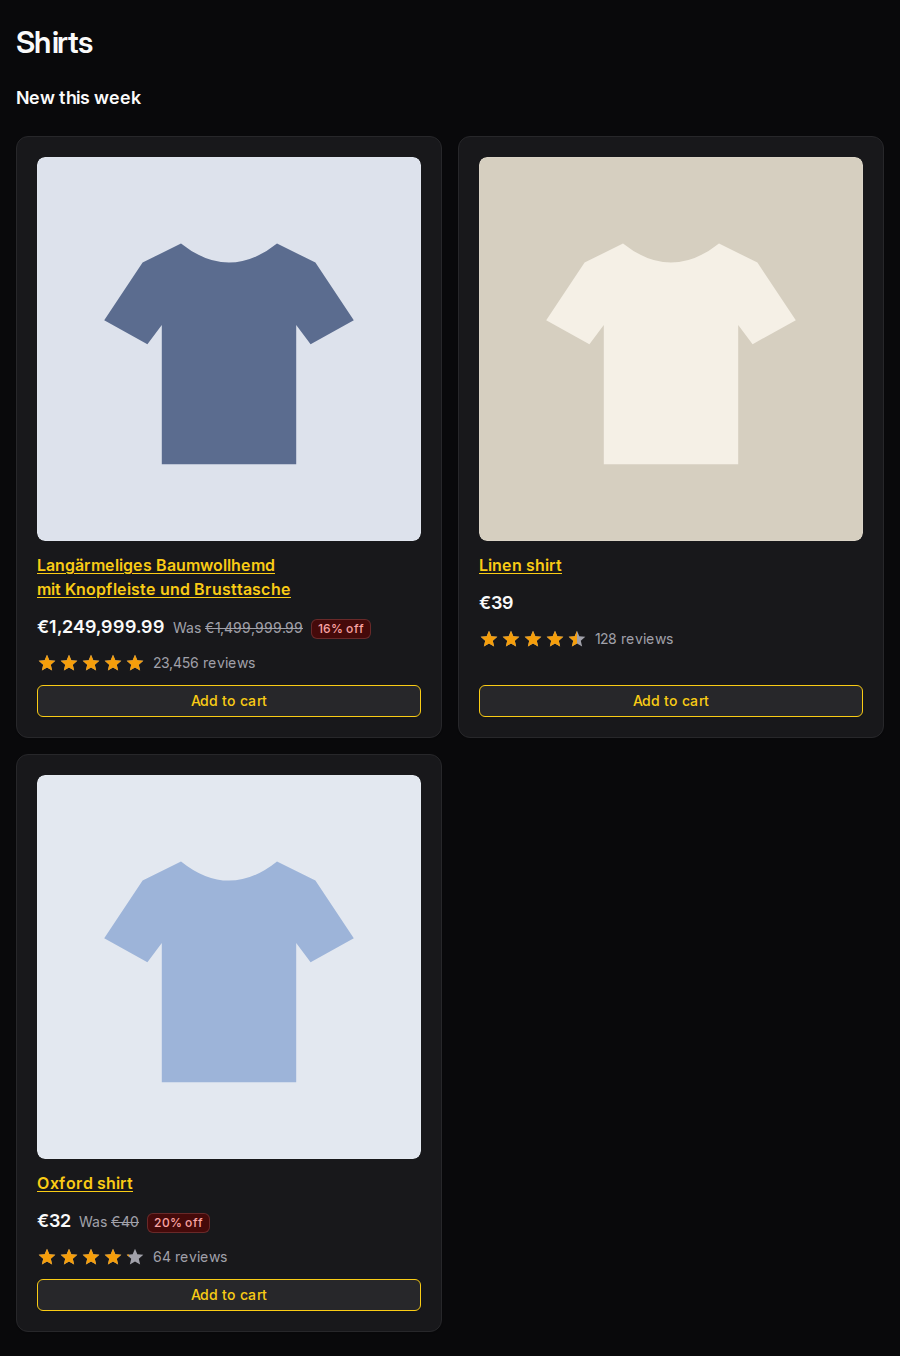 Shirts
New this week
Langärmeliges Baumwollhemd
mit Knopfleiste und Brusttasche
€1,249,999.99 Was €1,499,999.99 16% off
23,456 reviews
Add to cart
Linen shirt
€39
128 reviews
Add to cart
Oxford shirt
€32 Was €40 20% off
64 reviews
Add to cart